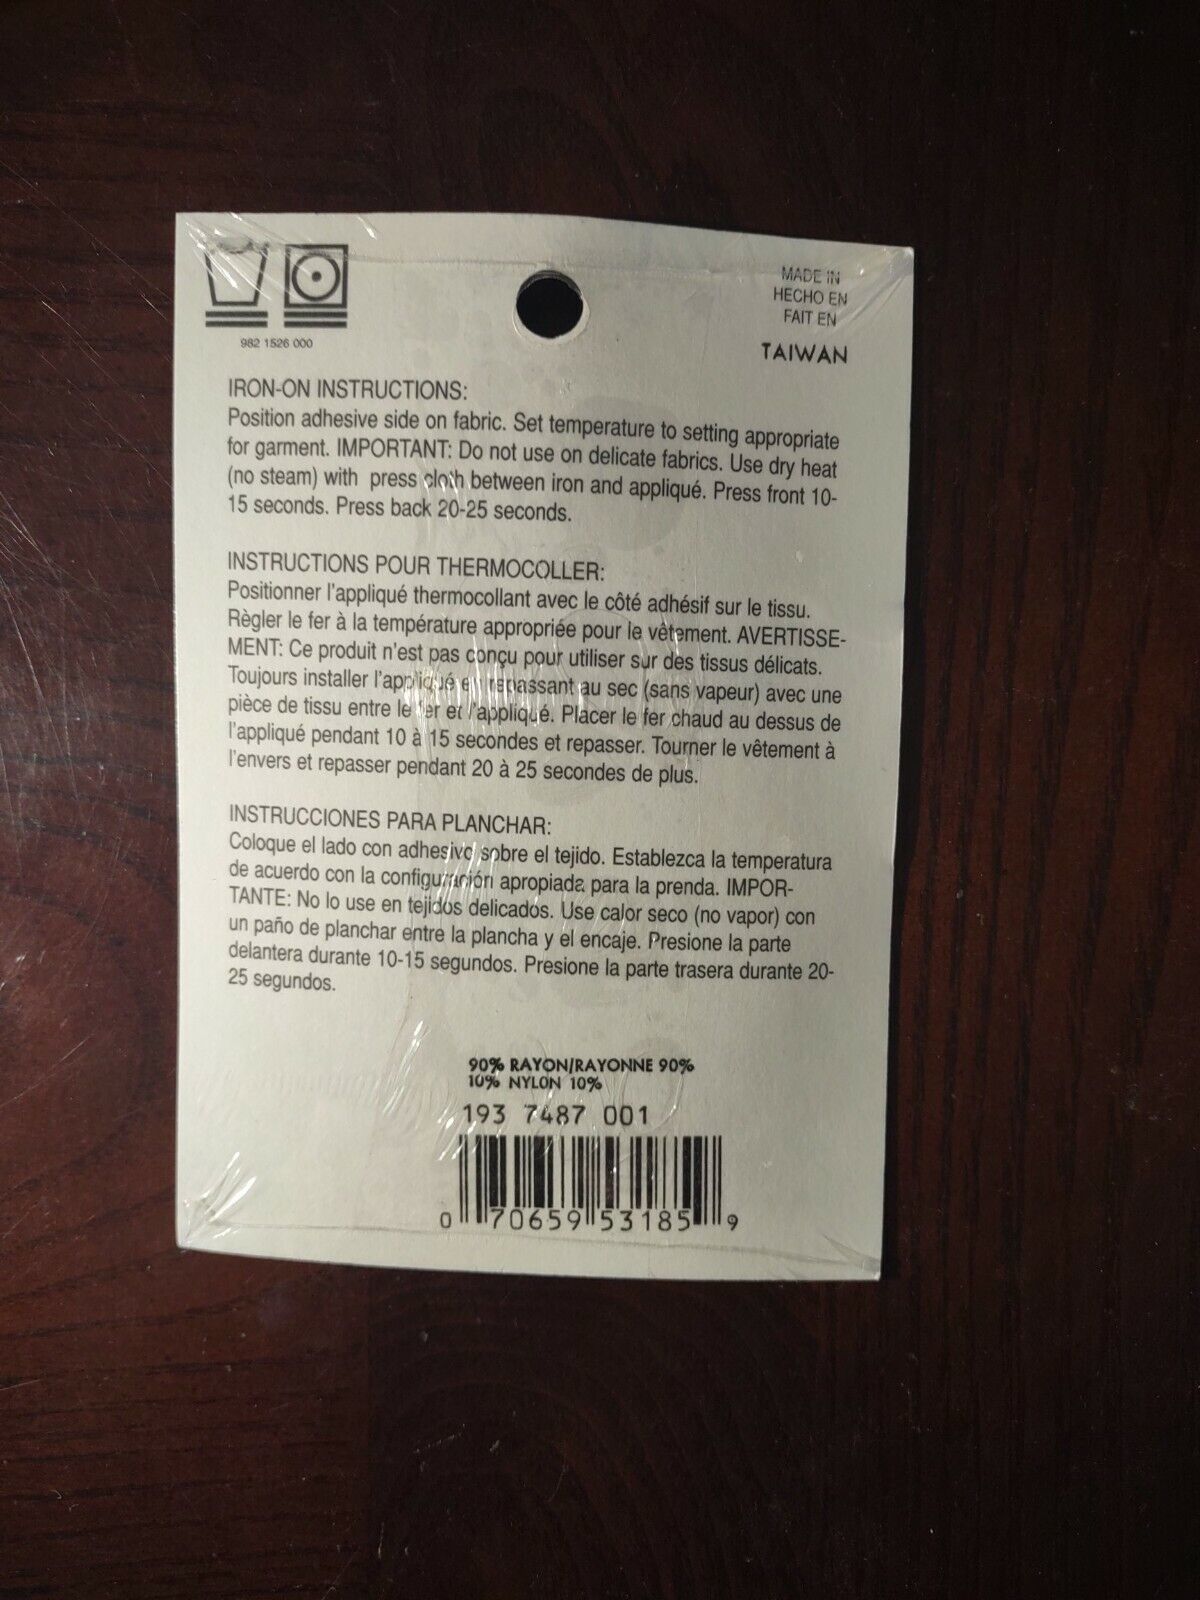 982 1526 000
MADE IN
HECHO EN
FAIT EN
TAIWAN
IRON-ON INSTRUCTIONS:
Position adhesive side on fabric. Set temperature to setting appropriate
for garment. IMPORTANT: Do not use on delicate fabrics. Use dry heat
(no steam) with press cloth between iron and appliqué. Press front 10-
15 seconds. Press back 20-25 seconds.
INSTRUCTIONS POUR THERMOCOLLER:
Positionner l'appliqué thermocollant avec le côté adhésif sur le tissu.
Règler le fer à la température appropriée pour le vêtement. AVERTISSE-
MENT: Ce produit n'est pas conçu pour utiliser sur des tissus délicats.
Toujours installer l'appliqué en repassant au sec (sans vapeur) avec une
pièce de tissu entre le fer et l'appliqué. Placer le fer chaud au dessus de
l'appliqué pendant 10 à 15 secondes et repasser. Tourner le vêtement à
l'envers et repasser pendant 20 à 25 secondes de plus.
INSTRUCCIONES PARA PLANCHAR:
Coloque el lado con adhesivo sobre el tejido. Establezca la temperatura
de acuerdo con la configuración apropiada para la prenda. IMPOR-
TANTE: No lo use en tejidos delicados. Use calor seco (no vapor) con
un paño de planchar entre la plancha y el encaje. Presione la parte
delantera durante 10-15 segundos. Presione la parte trasera durante 20-
25 segundos.
90% RAYON/RAYONNE 90%
10% NYLON 10%
193 7487 001
0 70659 53185 9